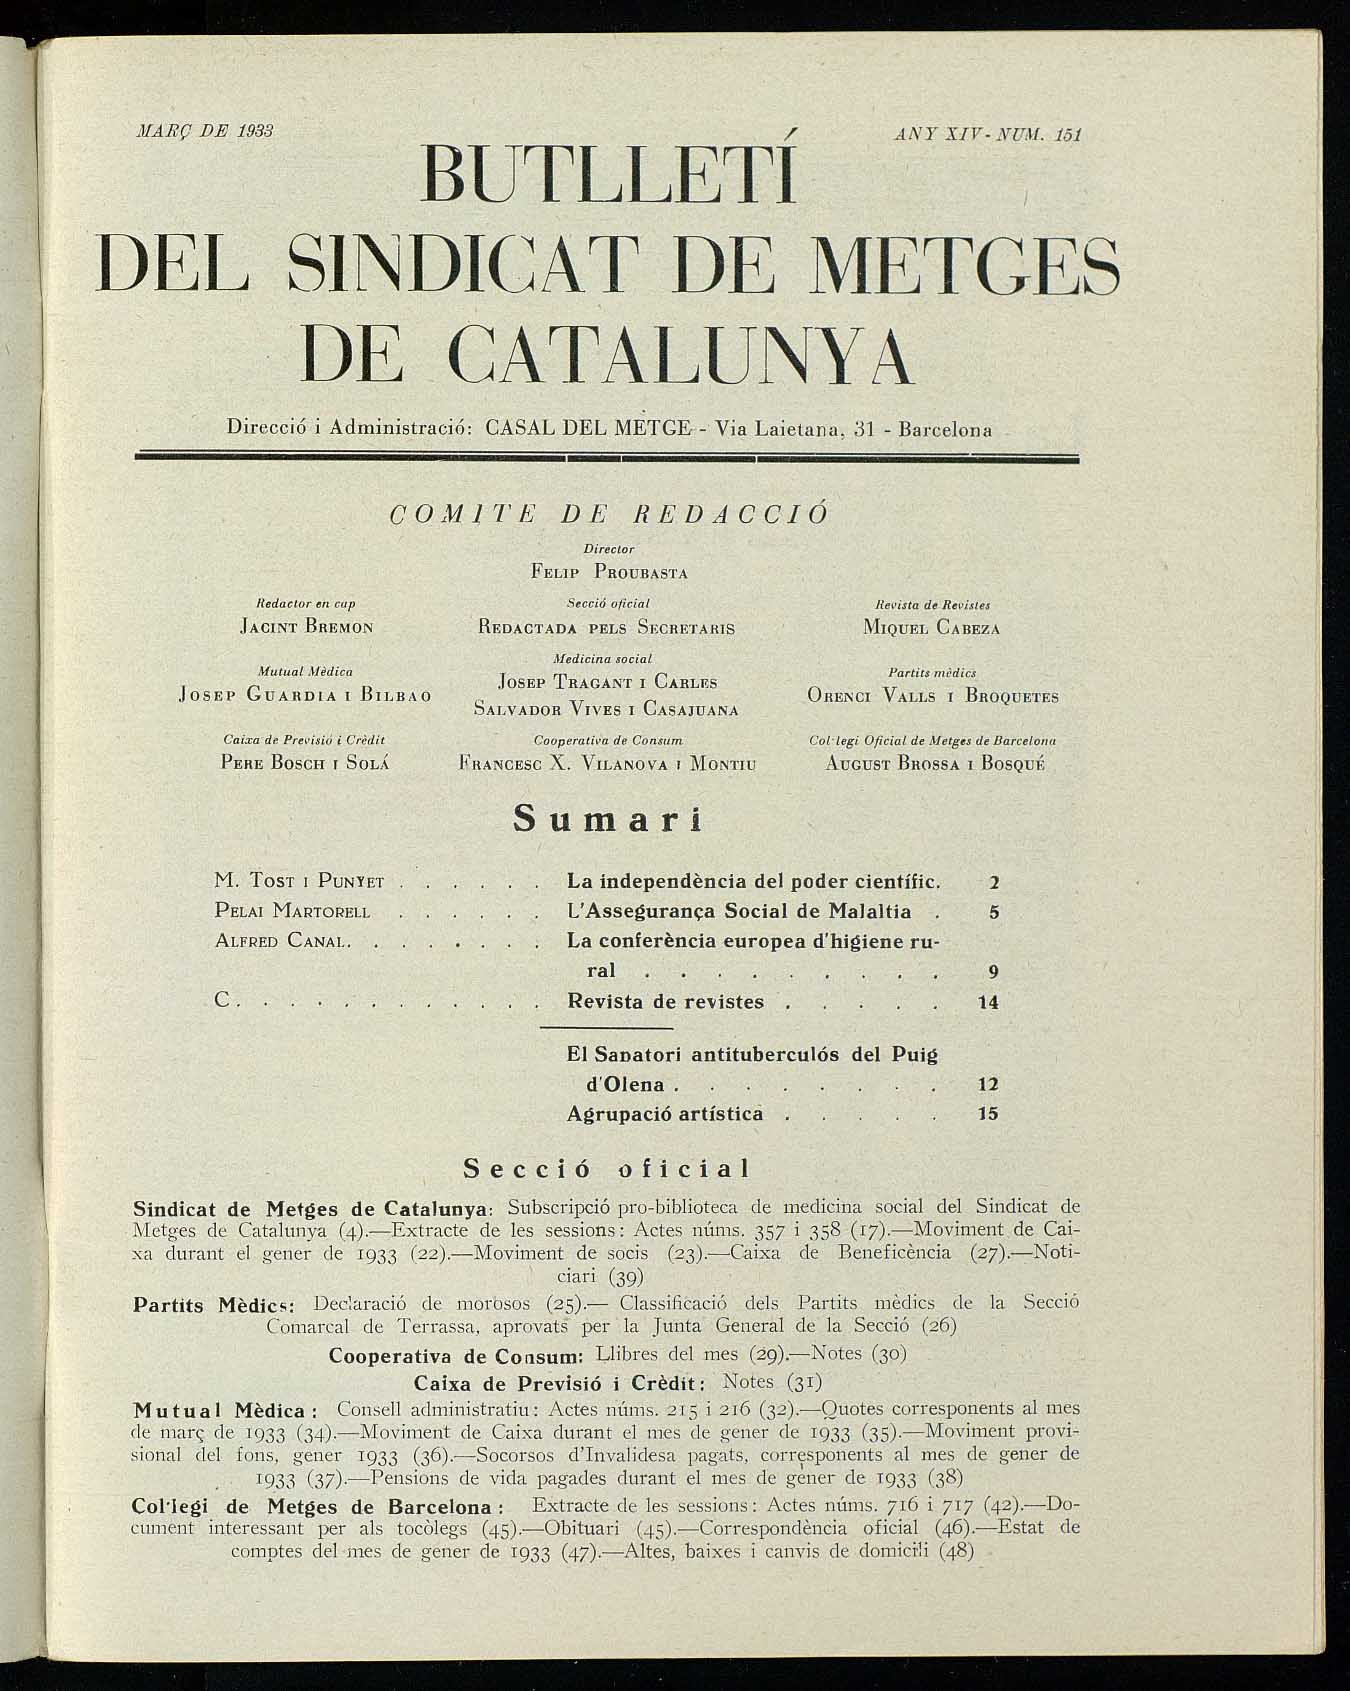 MARÇ DE 1933
ANY XIV - NUM. 151
BUTLLETÍ
DEL SINDICAT DE METGES
DE CATALUNYA
Direcció i Administració: CASAL DEL METGE - Via Laietana, 31 - Barcelona
COMITE DE REDACCIÓ
Director
FELIP PROUBASTA
Redactor en cap
JACINT BREMON
Secció oficial
REDACTADA PELS SECRETARIS
Revista de Revistes
MIQUEL CABEZA
Mutual Mèdica
JOSEP GUARDIA I BILBAO
Medicina social
JOSEP TRAGANT I CARLES
SALVADOR VIVES I CASAJUANA
Partits mèdics
ORENCI VALLS I BROQUETES
Caixa de Previsió i Crèdit
PERE BOSCH I SOLÁ
Cooperativa de Consum
FRANCESC X. VILANOVA I MONTIU
Col·legi Oficial de Metges de Barcelona
AUGUST BROSSA I BOSQUÉ
Sumari
M. TOST I PUNYET . . . . . . La independència del poder científic. 2
PELAI MARTORELL . . . . . . L'Assegurança Social de Malaltia . 5
ALFRED CANAL. . . . . . . . La conferència europea d'higiene ru-
ral . . . . . . . . . 9
C. . . . . . . . . . . . Revista de revistes . . . . . 14
El Sanatori antituberculós del Puig
d'Olena . . . . . . . . 12
Agrupació artística . . . . . 15
Secció oficial
Sindicat de Metges de Catalunya: Subscripció pro-biblioteca de medicina social del Sindicat de
Metges de Catalunya (4).—Extracte de les sessions: Actes núms. 357 i 358 (17).—Moviment de Cai-
xa durant el gener de 1933 (22).—Moviment de socis (23).—Caixa de Beneficència (27).—Noti-
ciari (39)
Partits Mèdics: Declaració de morosos (25).— Classificació dels Partits mèdics de la Secció
Comarcal de Terrassa, aprovats per la Junta General de la Secció (26)
Cooperativa de Consum: Llibres del mes (29).—Notes (30)
Caixa de Previsió i Crèdit: Notes (31)
Mutual Mèdica: Consell administratiu: Actes núms. 215 i 216 (32).—Quotes corresponents al mes
de març de 1933 (34).—Moviment de Caixa durant el mes de gener de 1933 (35).—Moviment provi-
sional del fons, gener 1933 (36).—Socorsos d'Invalidesa pagats, corresponents al mes de gener de
1933 (37).—Pensions de vida pagades durant el mes de gener de 1933 (38)
Col·legi de Metges de Barcelona: Extracte de les sessions: Actes núms. 716 i 717 (42).—Do-
cument interessant per als tocòlegs (45).—Obituari (45).—Correspondència oficial (46).—Estat de
comptes del mes de gener de 1933 (47).—Altes, baixes i canvis de domicili (48)